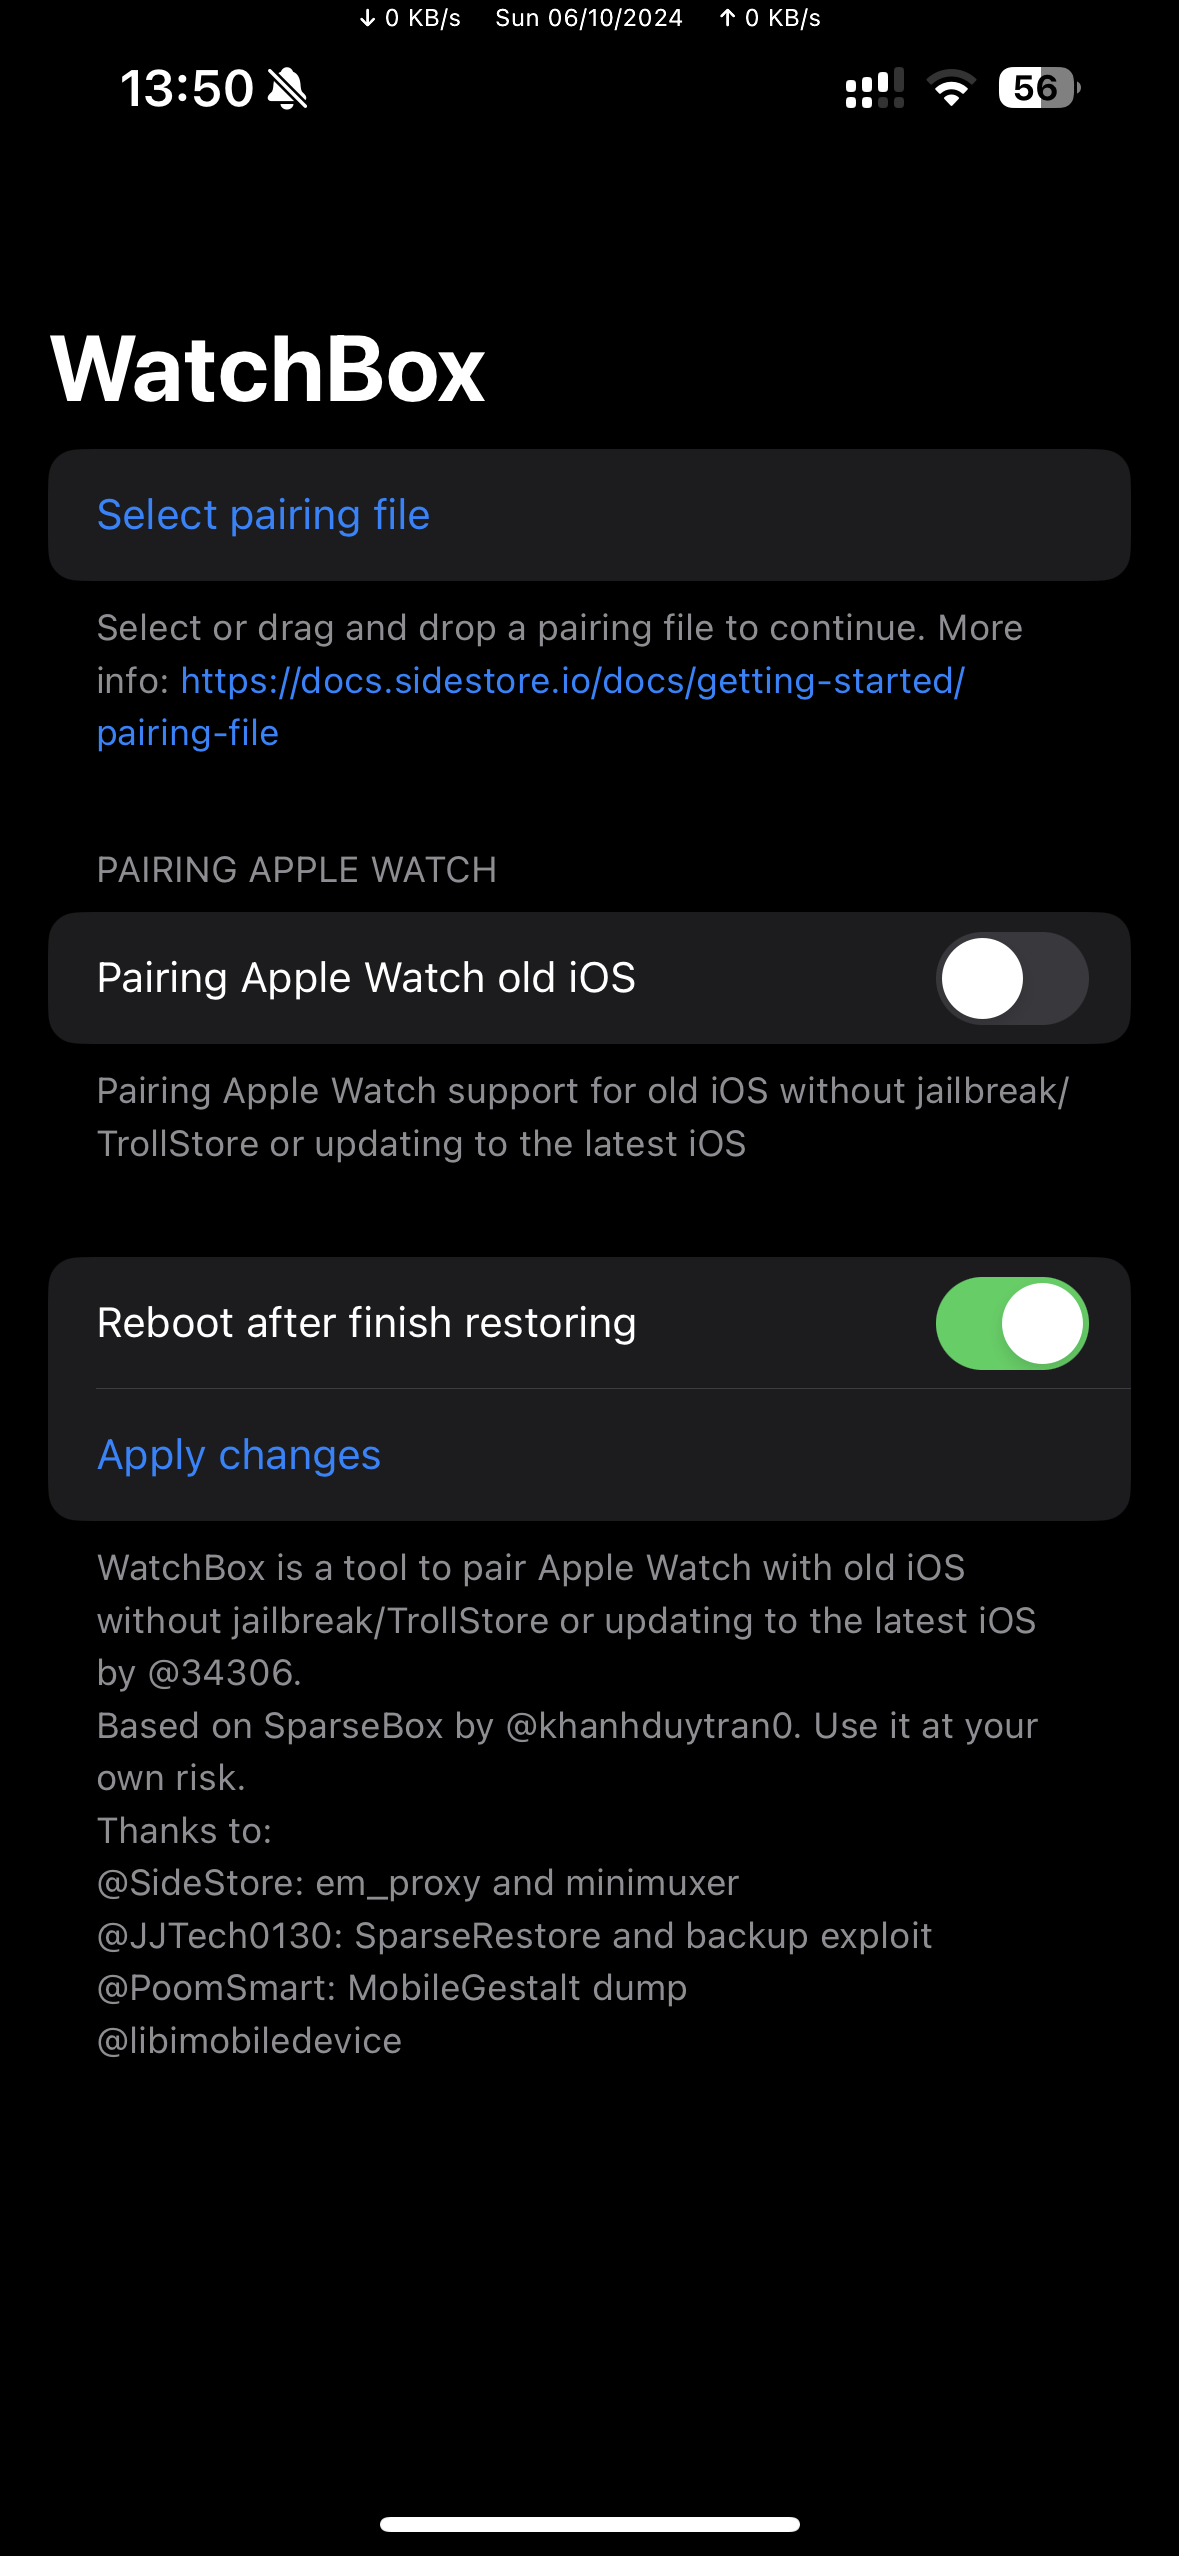 ↓ 0 KB/s Sun 06/10/2024 ↑ 0 KB/s
13:50 56
WatchBox
Select pairing file
Select or drag and drop a pairing file to continue. More
info: https://docs.sidestore.io/docs/getting-started/
pairing-file
PAIRING APPLE WATCH
Pairing Apple Watch old iOS
Pairing Apple Watch support for old iOS without jailbreak/
TrollStore or updating to the latest iOS
Reboot after finish restoring
Apply changes
WatchBox is a tool to pair Apple Watch with old iOS
without jailbreak/TrollStore or updating to the latest iOS
by @34306.
Based on SparseBox by @khanhduytran0. Use it at your
own risk.
Thanks to:
@SideStore: em_proxy and minimuxer
@JJTech0130: SparseRestore and backup exploit
@PoomSmart: MobileGestalt dump
@libimobiledevice